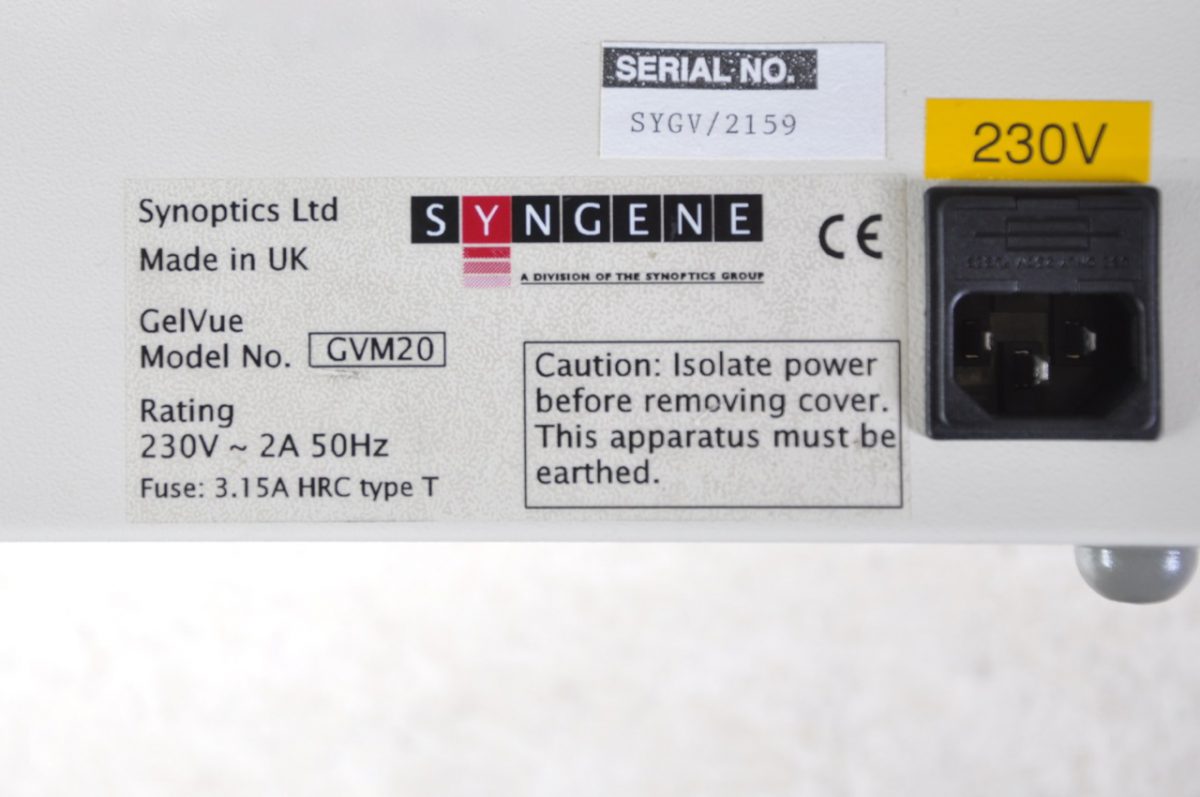 SERIAL NO.
SYGV/2159
230V
Synoptics Ltd
Made in UK
SYNGENE
A DIVISION OF THE SYNOPTICS GROUP
CE
GelVue
Model No. GVM20
Rating
230V ~ 2A 50Hz
Fuse: 3.15A HRC type T
Caution: Isolate power
before removing cover.
This apparatus must be
earthed.